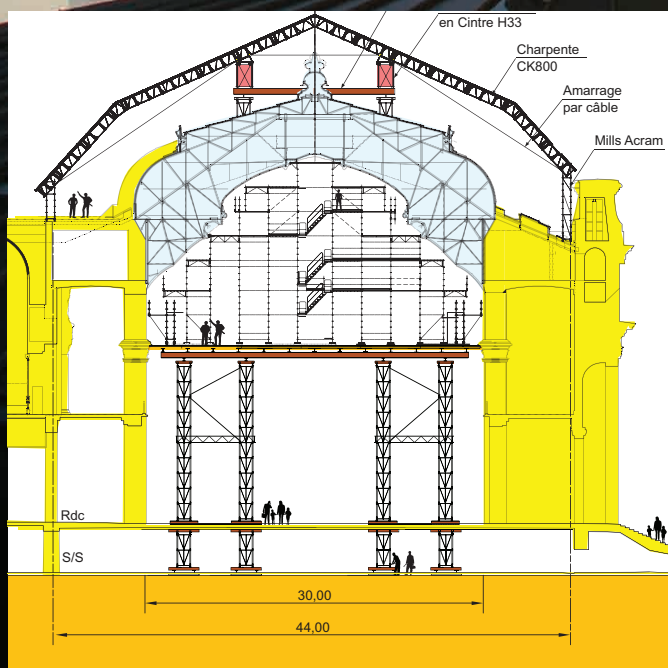 en Cintre H33
Charpente
CK800
Amarrage
par câble
Mills Acram
Rdc
S/S
30,00
44,00